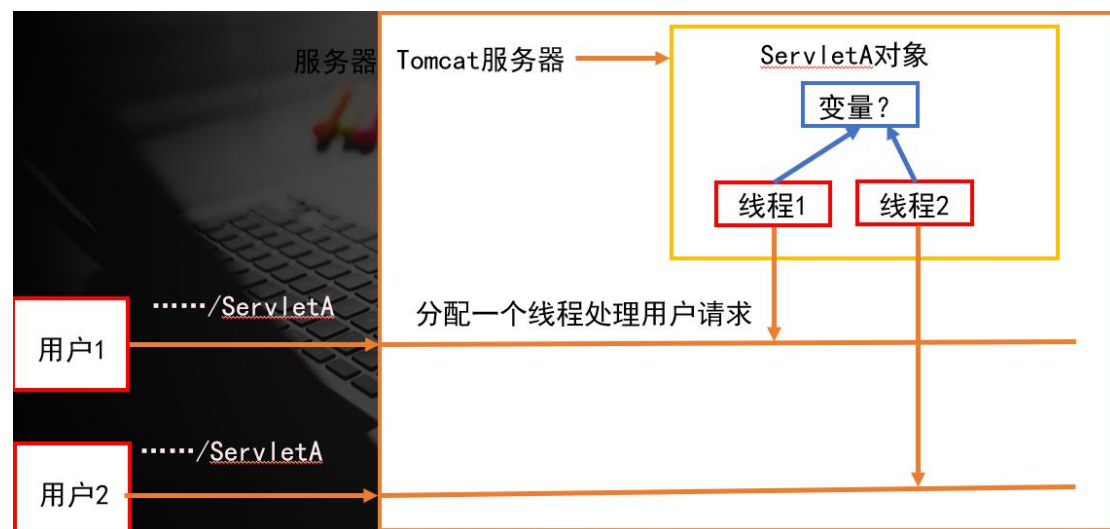 服务器 Tomcat服务器
ServletA对象
变量?
线程1
线程2
……/ServletA
分配一个线程处理用户请求
用户1
……/ServletA
用户2